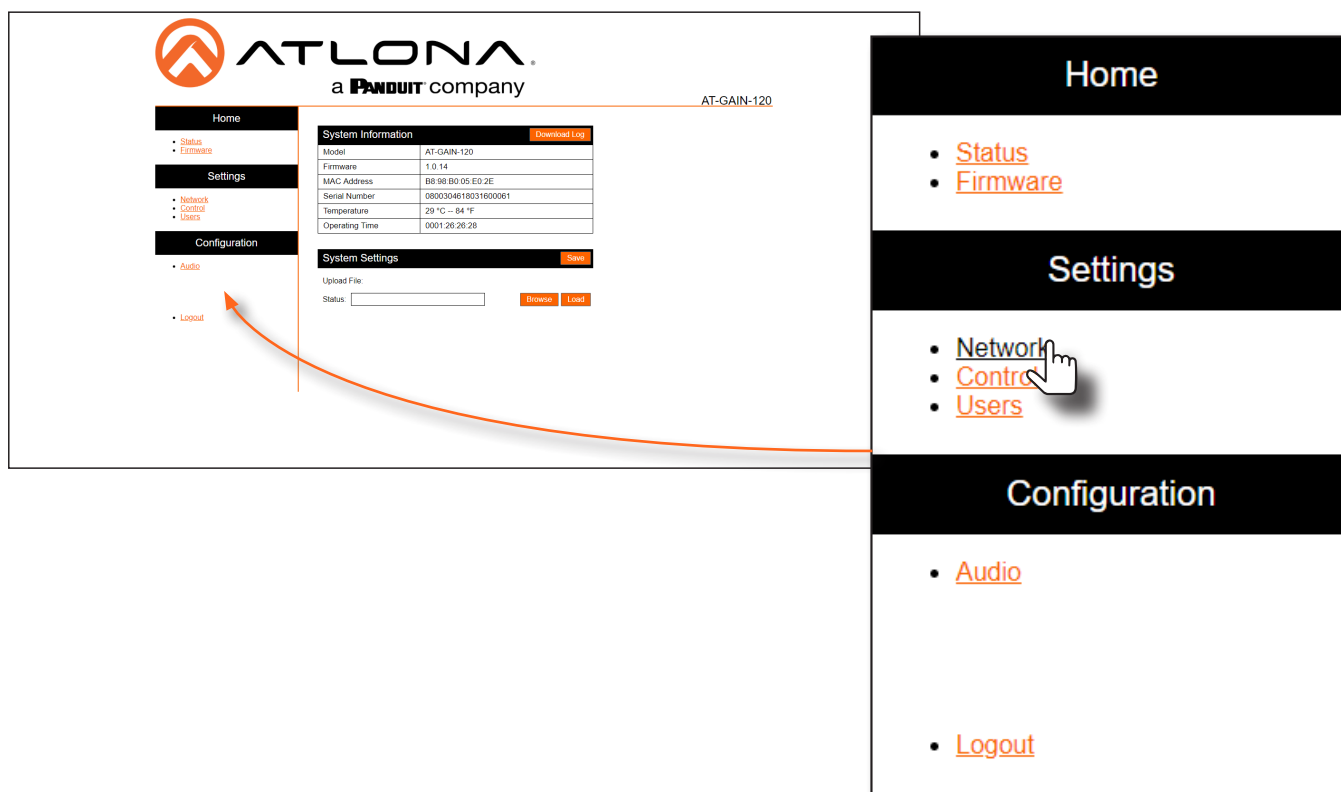 ATLONA®
a PANDUIT™ company
AT-GAIN-120
Home
Status
Firmware
Settings
Network
Control
Users
Configuration
Audio
Logout
System Information Download Log
Model AT-GAIN-120
Firmware 1.0.14
MAC Address B8:98:B0:05:E0:2E
Serial Number 0800304618031600061
Temperature 29 °C -- 84 °F
Operating Time 0001:26:26:28
System Settings Save
Upload File:
Status: Browse Load
Home
Status
Firmware
Settings
Network
Control
Users
Configuration
Audio
Logout